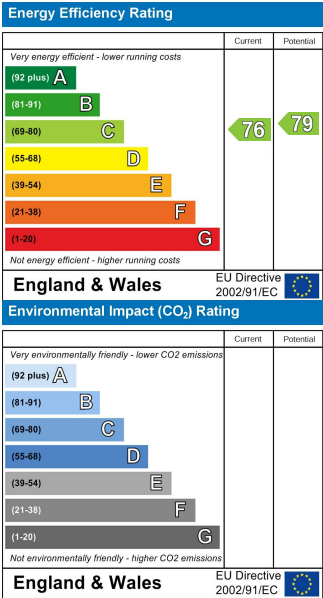 Energy Efficiency Rating
Current Potential
Very energy efficient - lower running costs
(92 plus) A
(81-91) B
(69-80) C
76 79
(55-68) D
(39-54) E
(21-38) F
(1-20) G
Not energy efficient - higher running costs
England & Wales
EU Directive
2002/91/EC
Environmental Impact (CO₂) Rating
Current Potential
Very environmentally friendly - lower CO2 emissions
(92 plus) A
(81-91) B
(69-80) C
(55-68) D
(39-54) E
(21-38) F
(1-20) G
Not environmentally friendly - higher CO2 emissions
England & Wales
EU Directive
2002/91/EC